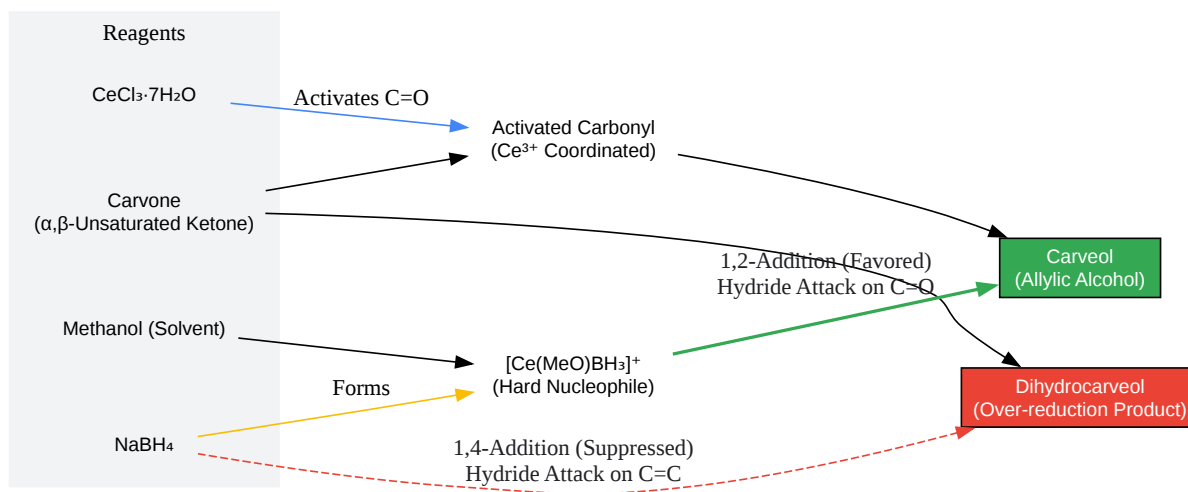 Reagents
CeCl₃·7H₂O
Activates C=O
Activated Carbonyl
(Ce³⁺ Coordinated)
Carvone
(α,β-Unsaturated Ketone)
1,2-Addition (Favored)
Hydride Attack on C=O
Carveol
(Allylic Alcohol)
Methanol (Solvent)
[Ce(MeO)BH₃]⁺
(Hard Nucleophile)
Forms
Dihydrocarveol
(Over-reduction Product)
NaBH₄
1,4-Addition (Suppressed)
Hydride Attack on C=C